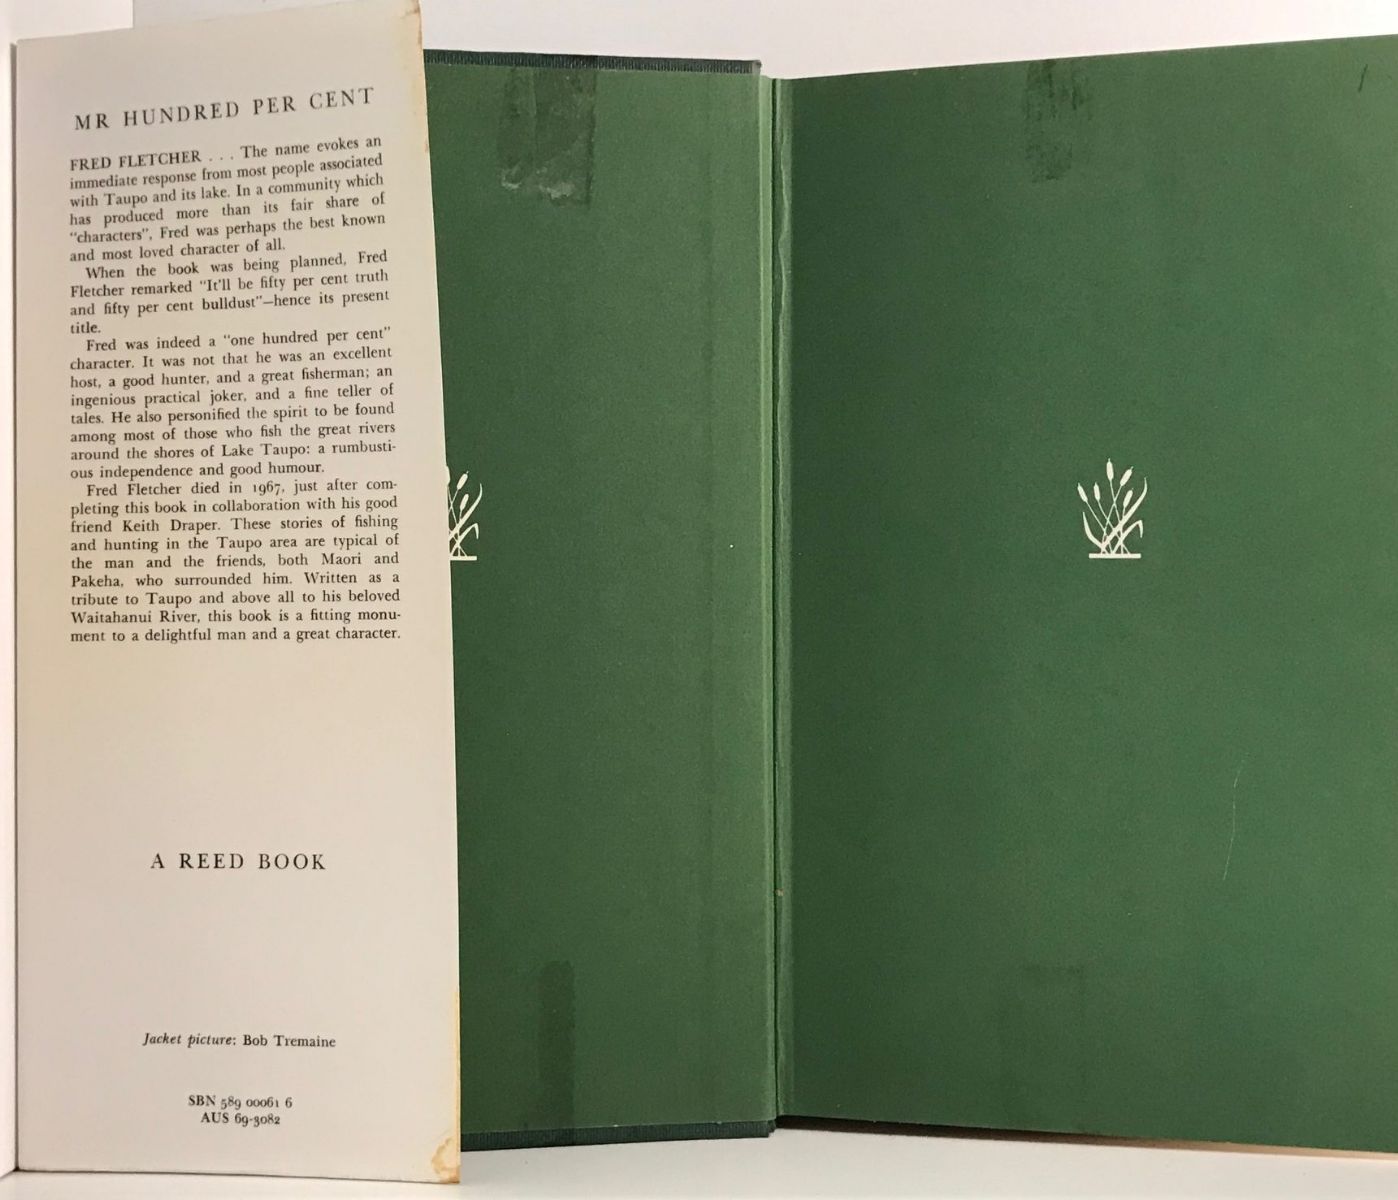 MR HUNDRED PER CENT
FRED FLETCHER . . . The name evokes an
immediate response from most people associated
with Taupo and its lake. In a community which
has produced more than its fair share of
"characters", Fred was perhaps the best known
and most loved character of all.
When the book was being planned, Fred
Fletcher remarked "It'll be fifty per cent truth
and fifty per cent bulldust"—hence its present
title.
Fred was indeed a "one hundred per cent"
character. It was not that he was an excellent
host, a good hunter, and a great fisherman; an
ingenious practical joker, and a fine teller of
tales. He also personified the spirit to be found
among most of those who fish the great rivers
around the shores of Lake Taupo: a rumbusti-
ous independence and good humour.
Fred Fletcher died in 1967, just after com-
pleting this book in collaboration with his good
friend Keith Draper. These stories of fishing
and hunting in the Taupo area are typical of
the man and the friends, both Maori and
Pakeha, who surrounded him. Written as a
tribute to Taupo and above all to his beloved
Waitahanui River, this book is a fitting monu-
ment to a delightful man and a great character.
A REED BOOK
Jacket picture: Bob Tremaine
SBN 589 00061 6
AUS 69-3082